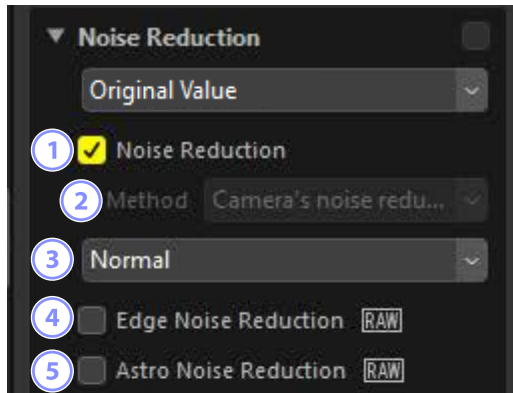 Noise Reduction
Original Value
1 Noise Reduction
2 Method Camera's noise redu...
3 Normal
4 Edge Noise Reduction RAW
5 Astro Noise Reduction RAW